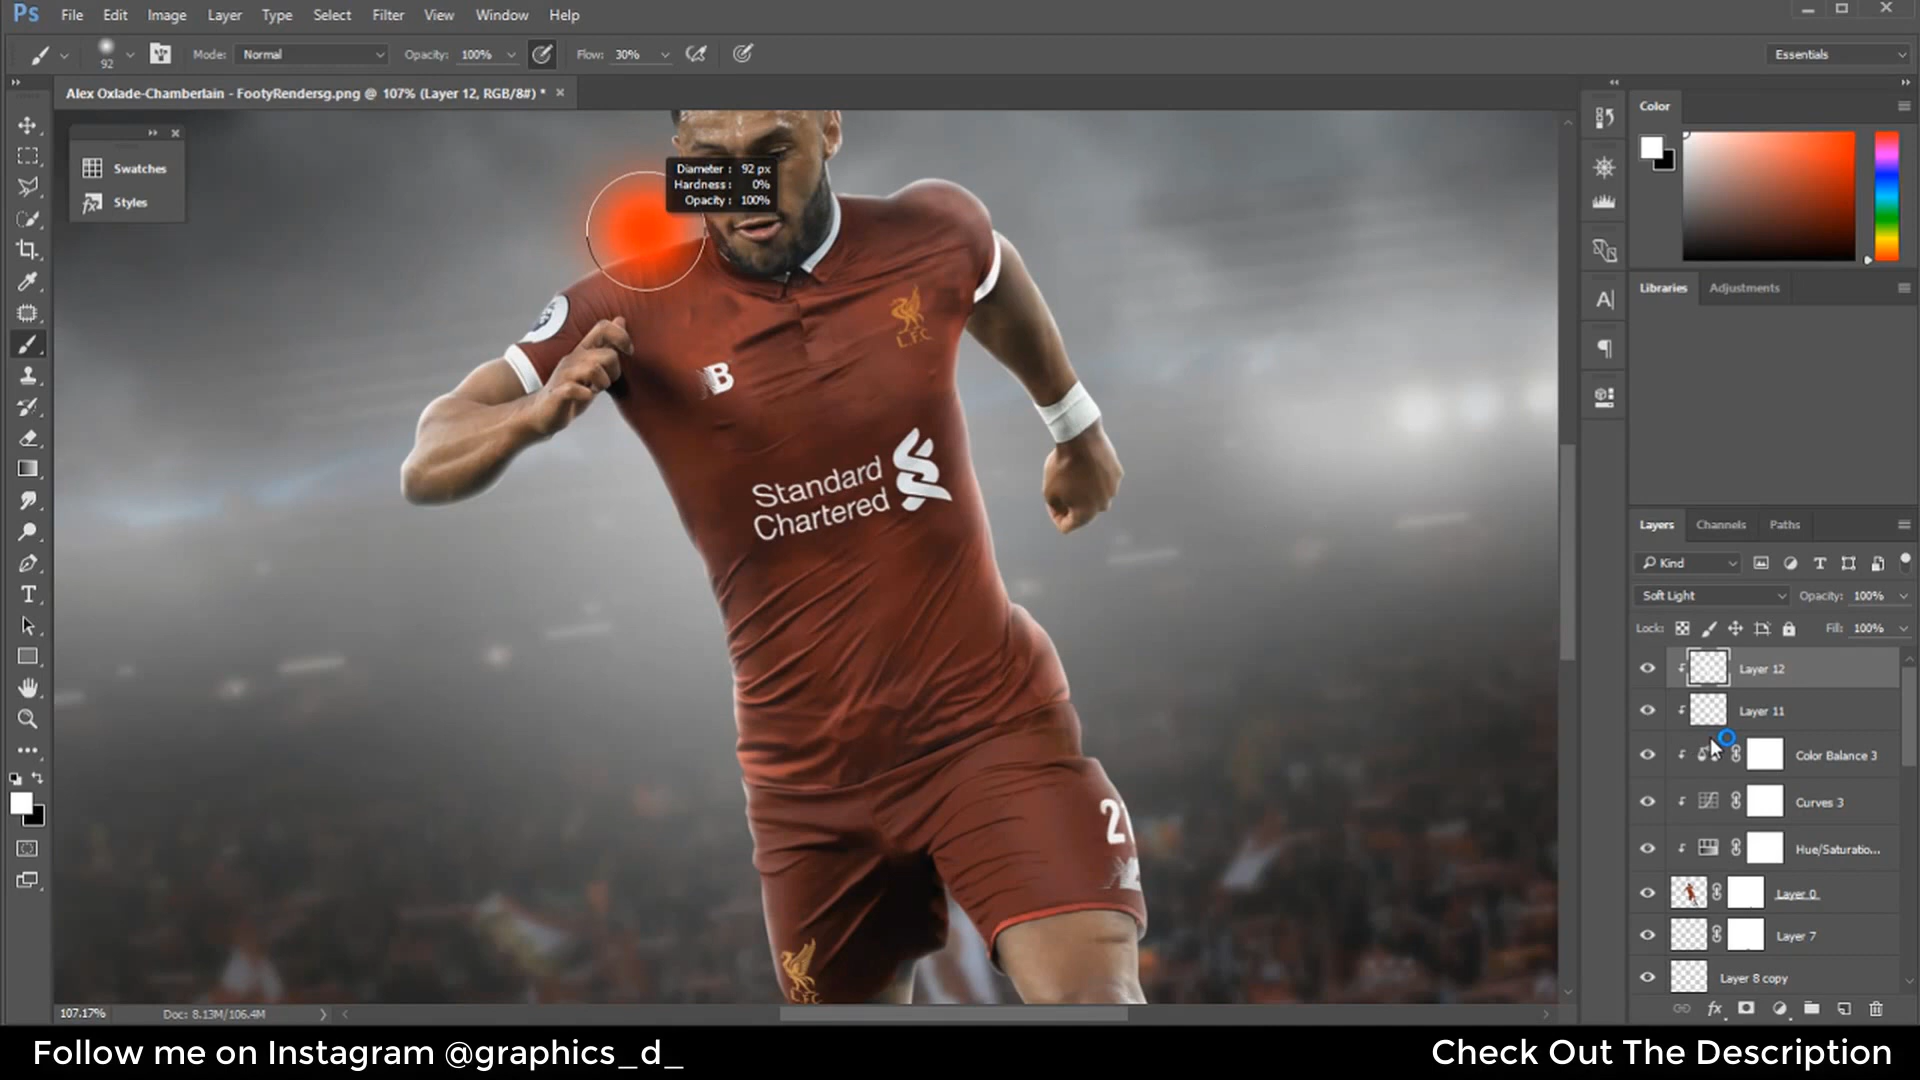 Ps File Edit Image Layer Type Select Filter View Window Help
92 Mode: Normal Opacity: 100% Flow: 30% Essentials
Alex Oxlade-Chamberlain - FootyRendersg.png @ 107% (Layer 12, RGB/8#) * ×
Swatches
Styles
Diameter : 92 px
Hardness : 0%
Opacity : 100%
L.F.C
B
Standard
Chartered
21
L.F.C
Color
Libraries Adjustments
Layers Channels Paths
Kind
Soft Light Opacity: 100%
Lock: Fill: 100%
Layer 12
Layer 11
Color Balance 3
Curves 3
Hue/Saturatio...
Layer 0
Layer 7
Layer 8 copy
107.17% Doc: 8.13M/106.4M
Follow me on Instagram @graphics_d_
Check Out The Description